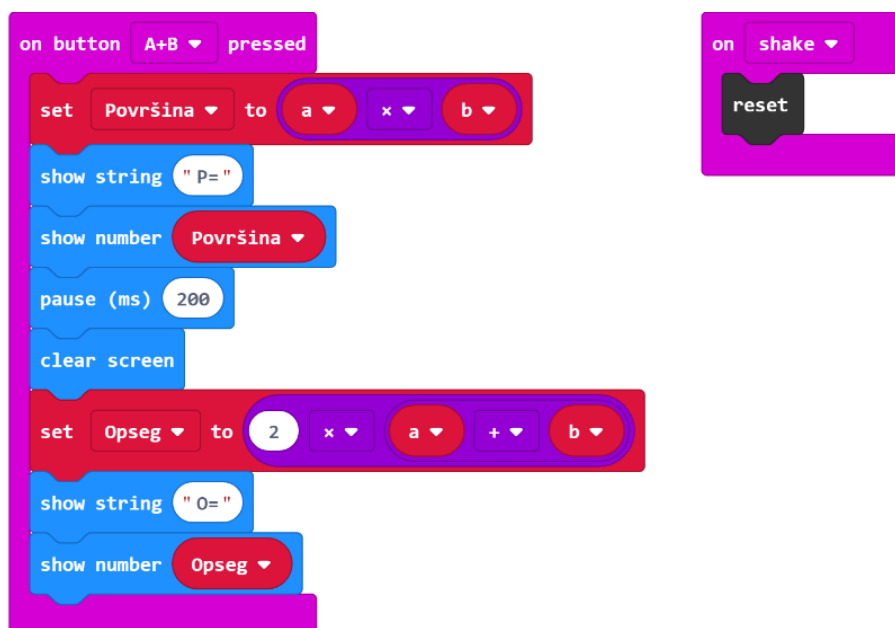 on button A+B pressed
set Površina to a × b
show string "P="
show number Površina
pause (ms) 200
clear screen
set Opseg to 2 × a + b
show string "O="
show number Opseg
on shake
reset